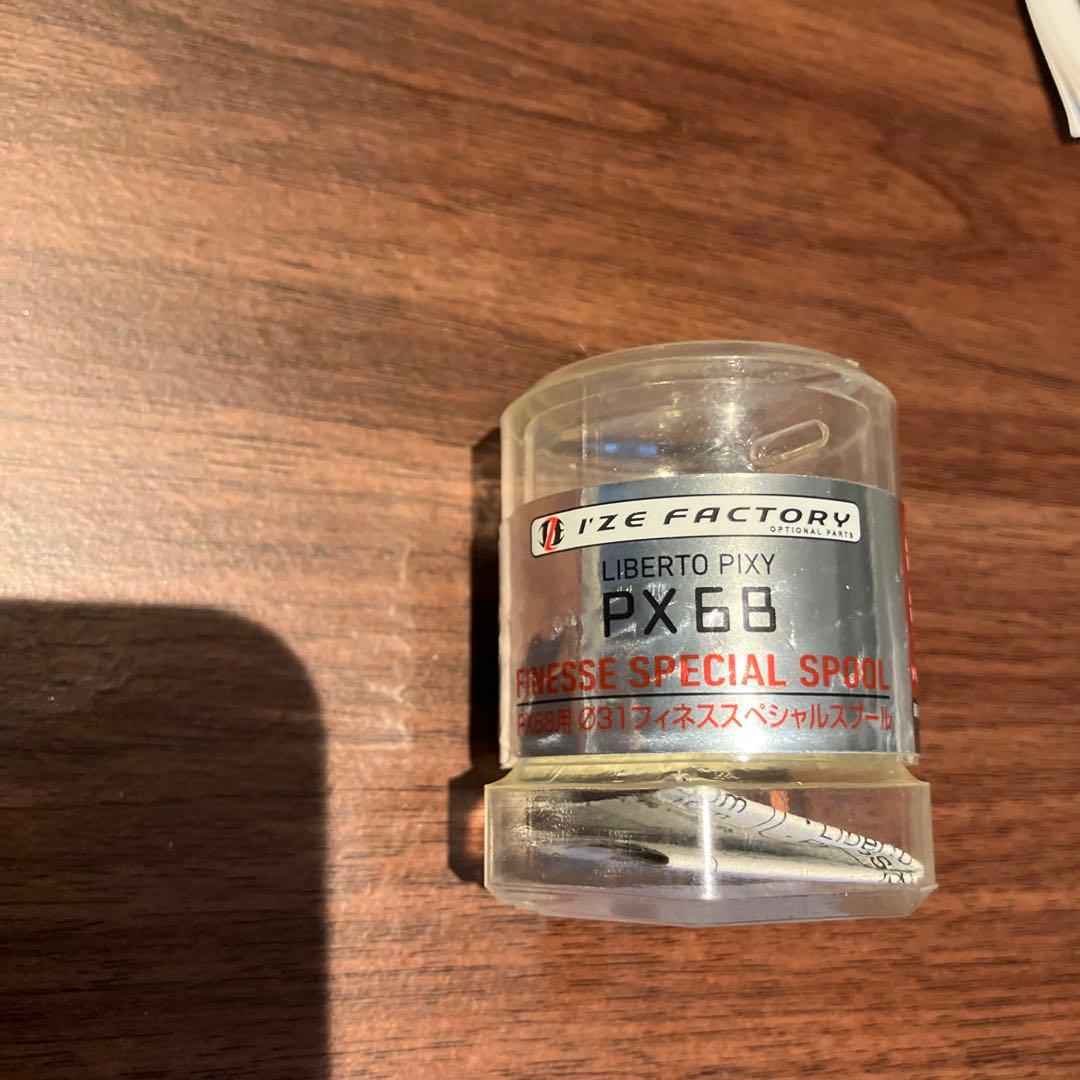 I'ZE FACTORY
OPTIONAL PARTS
LIBERTO PIXY
PX68
FINESSE SPECIAL SPOOL
PX68用 Ø31フィネススペシャルスプール
Liberto